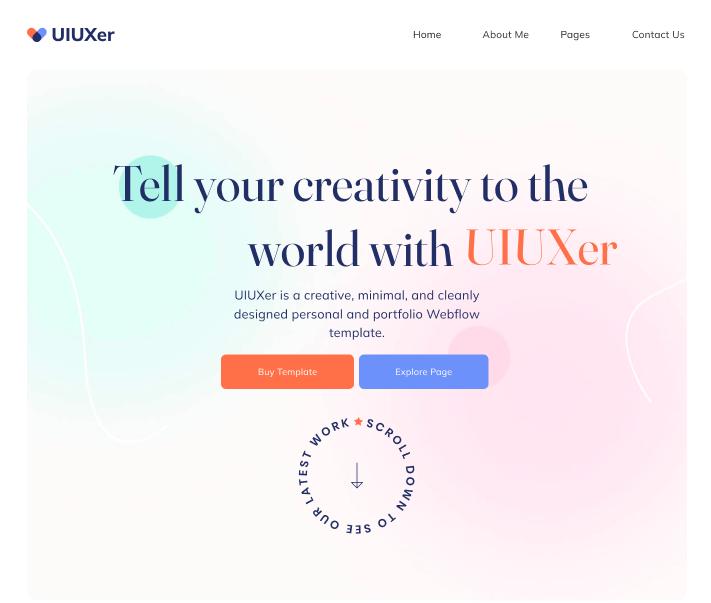 UIUXer
Home
About Me
Pages
Contact Us
Tell your creativity to the
world with UIUXer
UIUXer is a creative, minimal, and cleanly
designed personal and portfolio Webflow
template.
Buy Template
Explore Page
SCROLL DOWN TO SEE OUR LATEST WORK